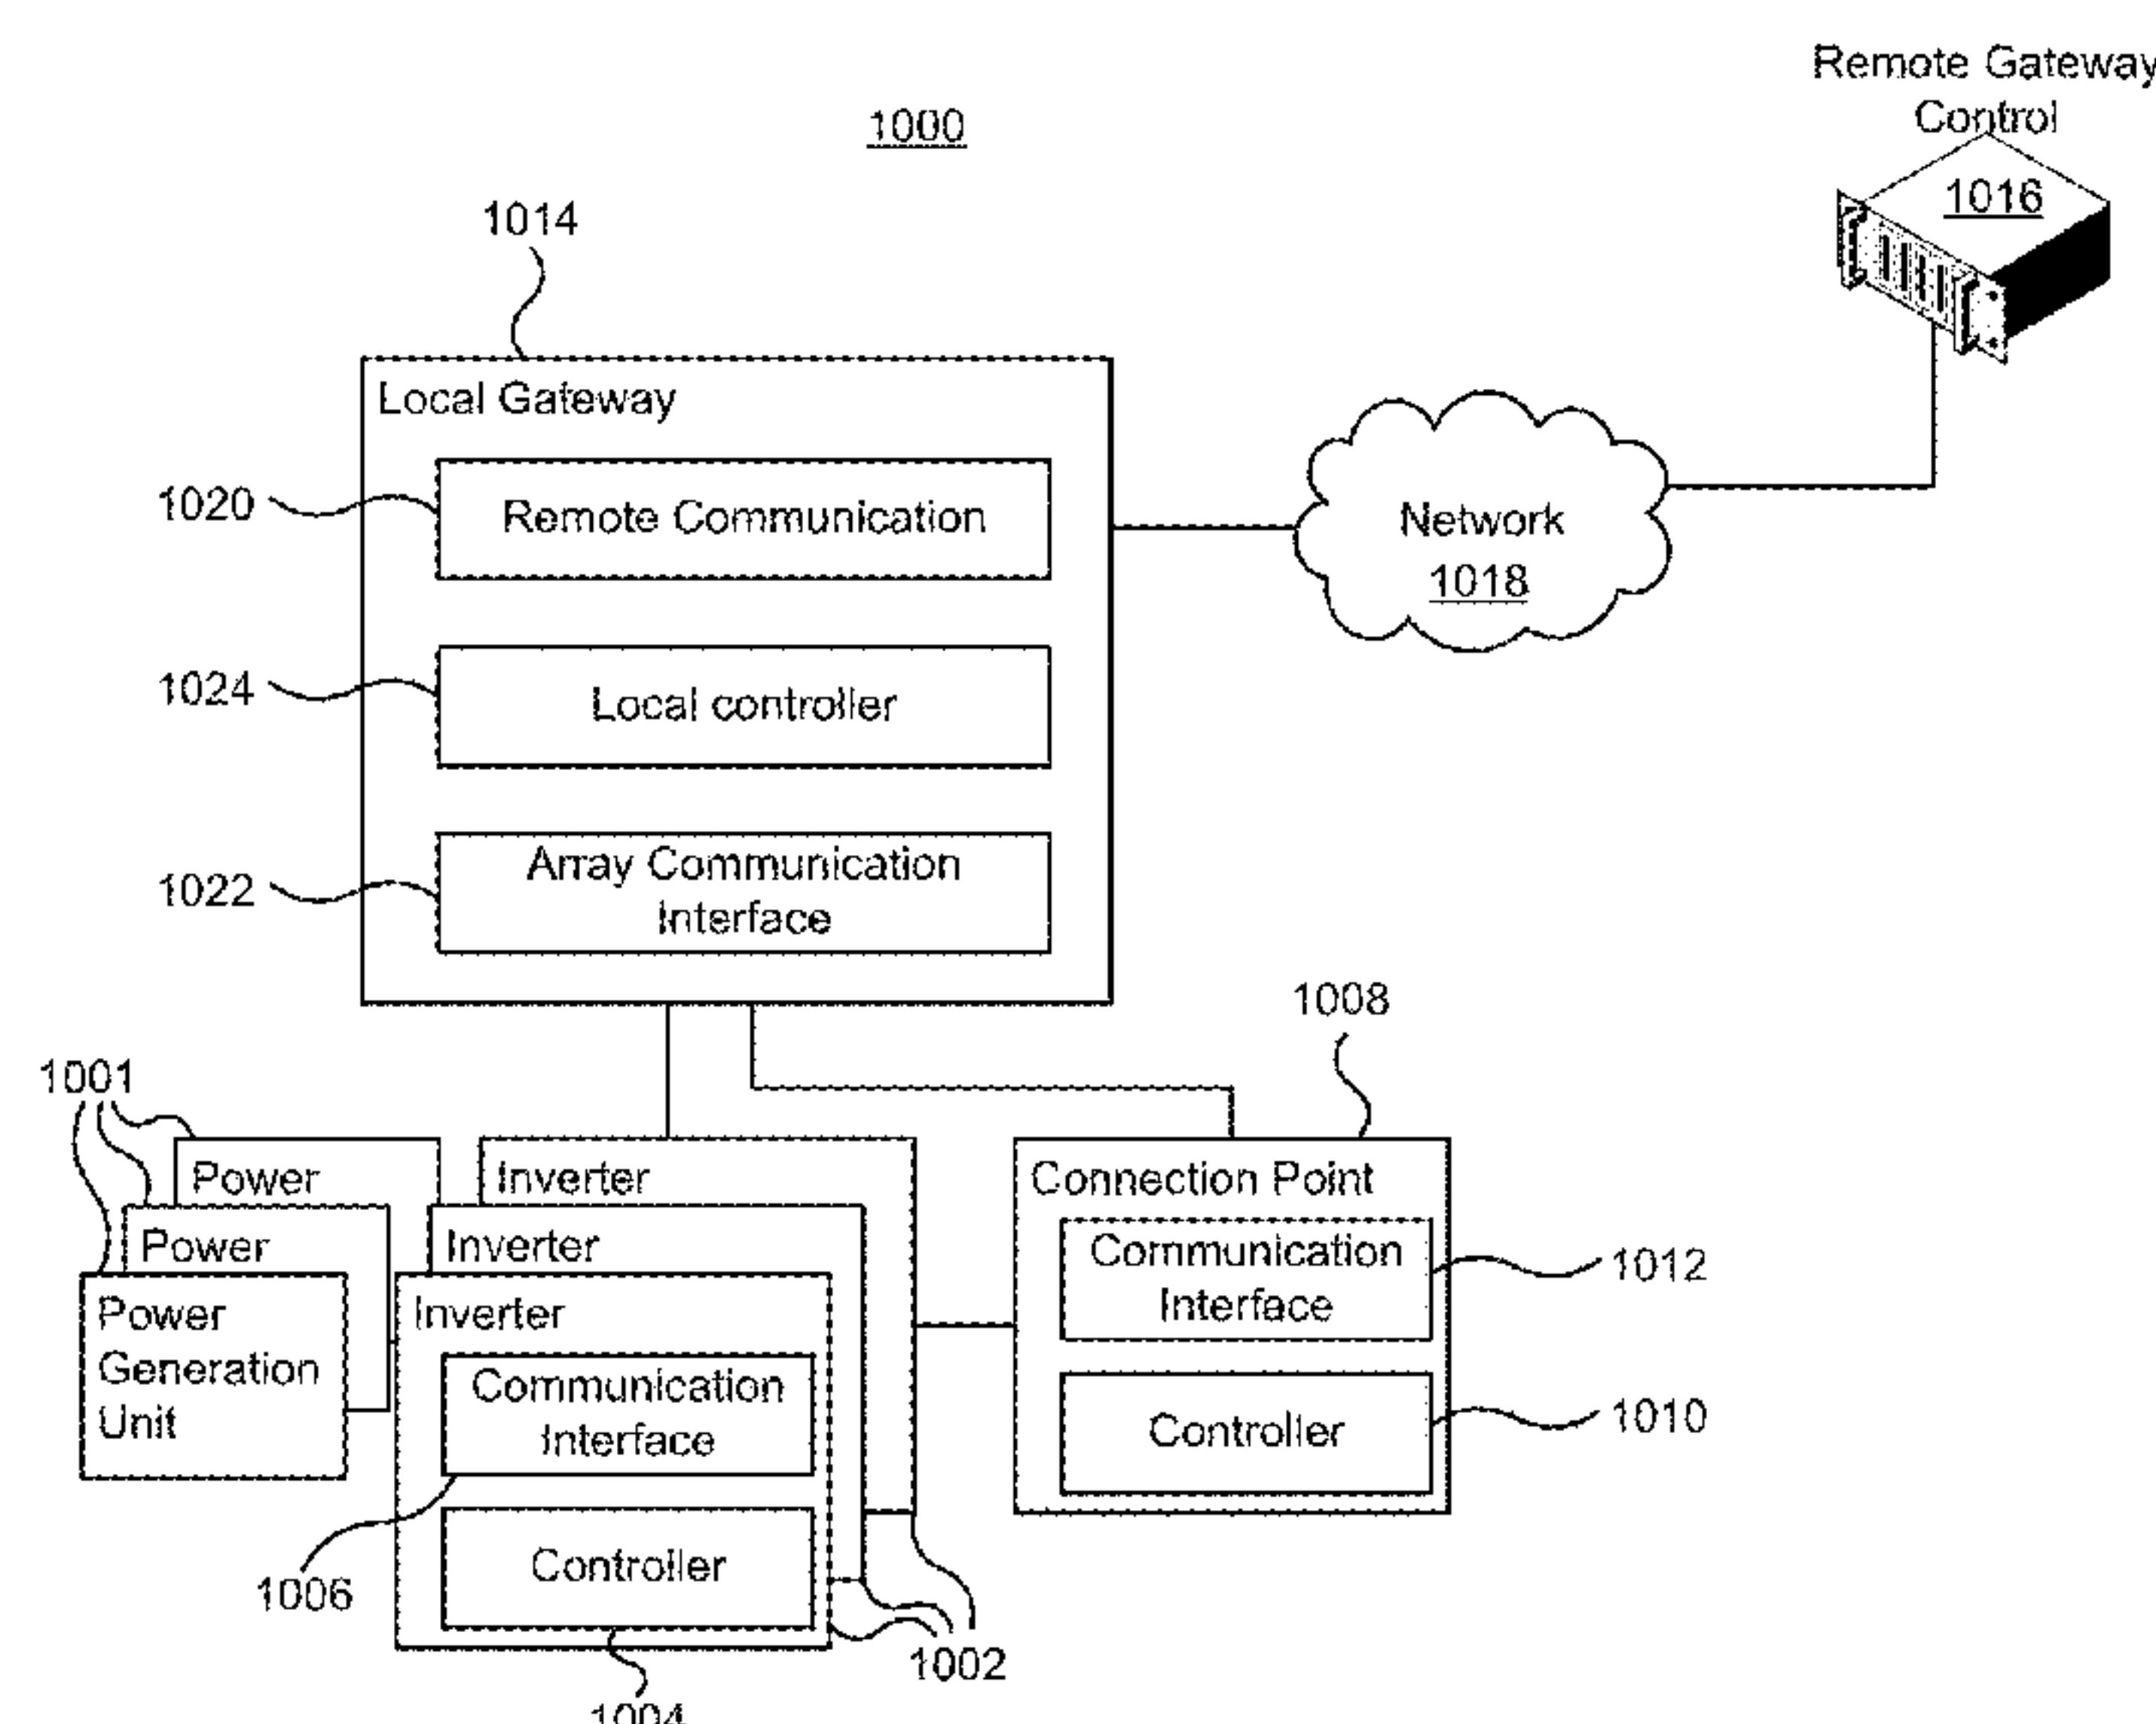 Remote Gateway
Control
1000
1016
1014
Local Gateway
1020
Remote Communication
Network
1018
1024
Local controller
1022
Array Communication
Interface
1008
1001
Power
Inverter
Connection Point
Power
Inverter
Communication
Interface
1012
Power
Generation
Unit
Inverter
Communication
Interface
Controller
1010
1006
Controller
1002
1004